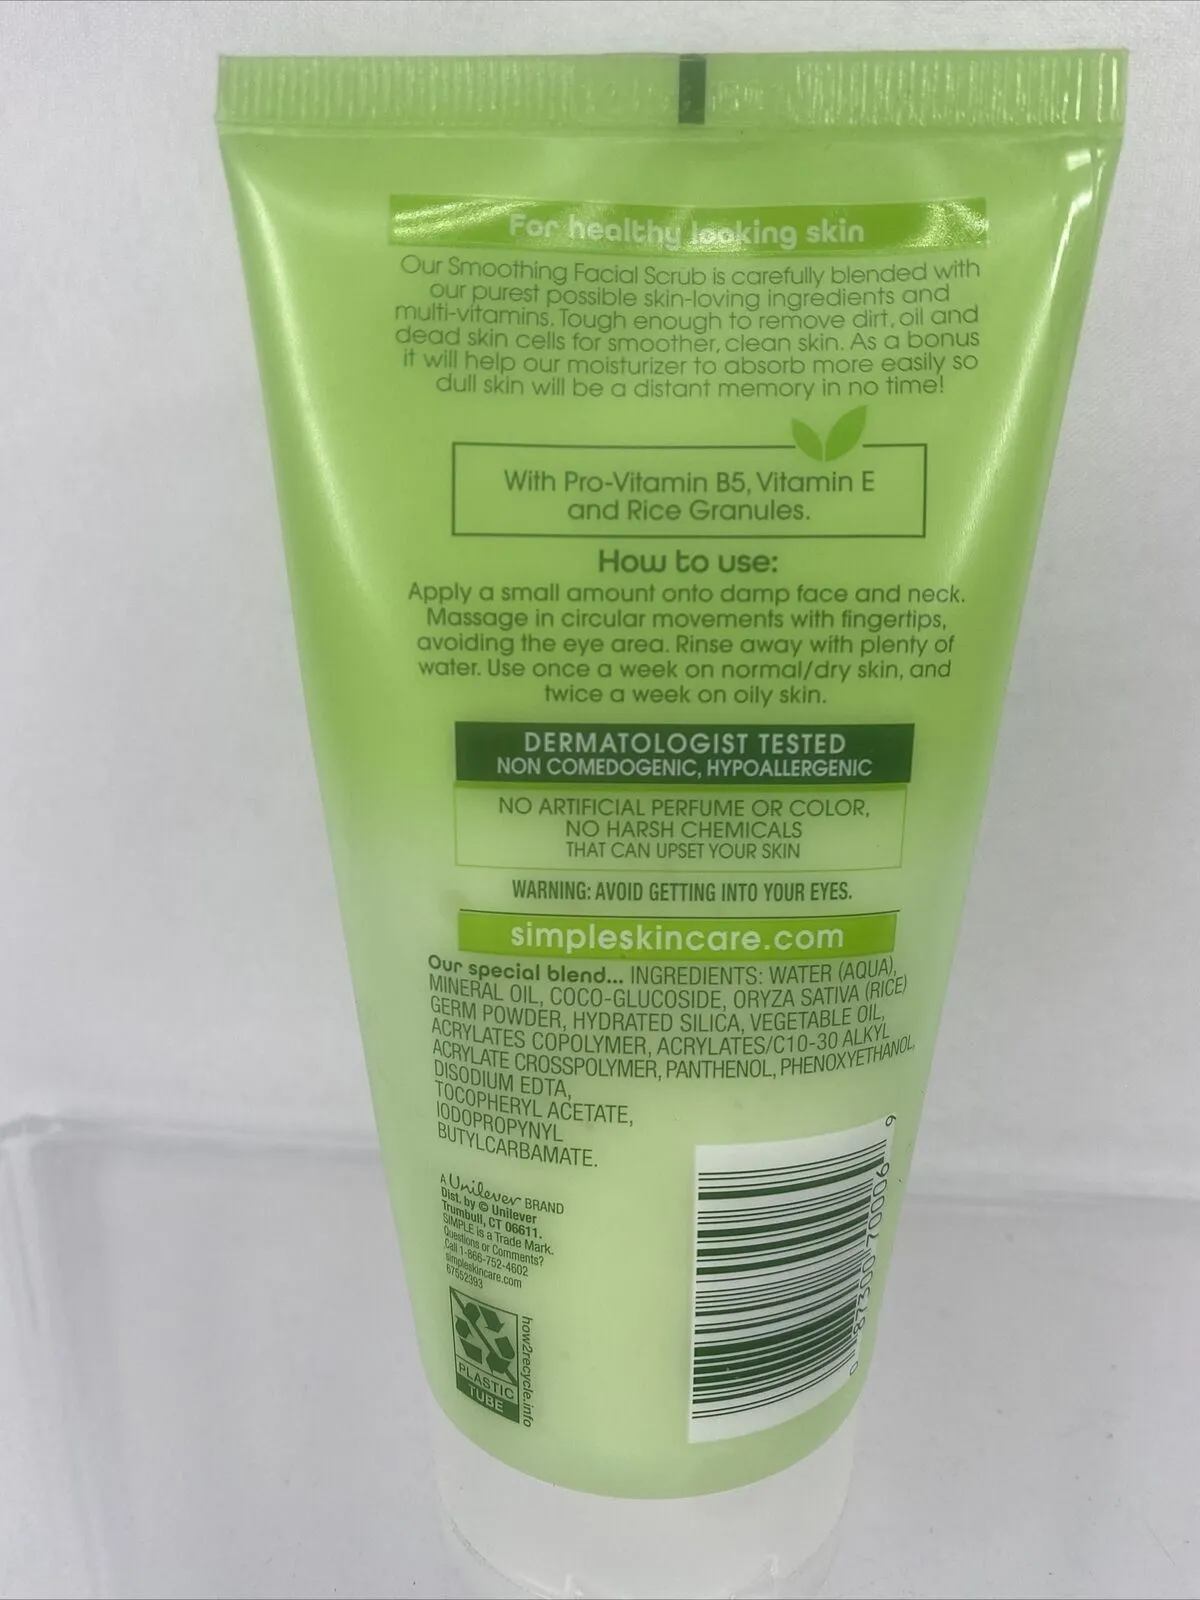 For healthy looking skin
Our Smoothing Facial Scrub is carefully blended with
our purest possible skin-loving ingredients and
multi-vitamins. Tough enough to remove dirt, oil and
dead skin cells for smoother, clean skin. As a bonus
it will help our moisturizer to absorb more easily so
dull skin will be a distant memory in no time!
With Pro-Vitamin B5, Vitamin E
and Rice Granules.
How to use:
Apply a small amount onto damp face and neck.
Massage in circular movements with fingertips,
avoiding the eye area. Rinse away with plenty of
water. Use once a week on normal/dry skin, and
twice a week on oily skin.
DERMATOLOGIST TESTED
NON COMEDOGENIC, HYPOALLERGENIC
NO ARTIFICIAL PERFUME OR COLOR,
NO HARSH CHEMICALS
THAT CAN UPSET YOUR SKIN
WARNING: AVOID GETTING INTO YOUR EYES.
simpleskincare.com
Our special blend... INGREDIENTS: WATER (AQUA),
MINERAL OIL, COCO-GLUCOSIDE, ORYZA SATIVA (RICE)
GERM POWDER, HYDRATED SILICA, VEGETABLE OIL,
ACRYLATES COPOLYMER, ACRYLATES/C10-30 ALKYL
ACRYLATE CROSSPOLYMER, PANTHENOL, PHENOXYETHANOL,
DISODIUM EDTA,
TOCOPHERYL ACETATE,
IODOPROPYNYL
BUTYLCARBAMATE.
A Unilever BRAND
Dist. by © Unilever
Trumbull, CT 06611.
SIMPLE is a Trade Mark.
Questions or Comments?
Call 1-866-752-4602
simpleskincare.com
67552393
PLASTIC
TUBE
how2recycle.info
0 87300 70006 9